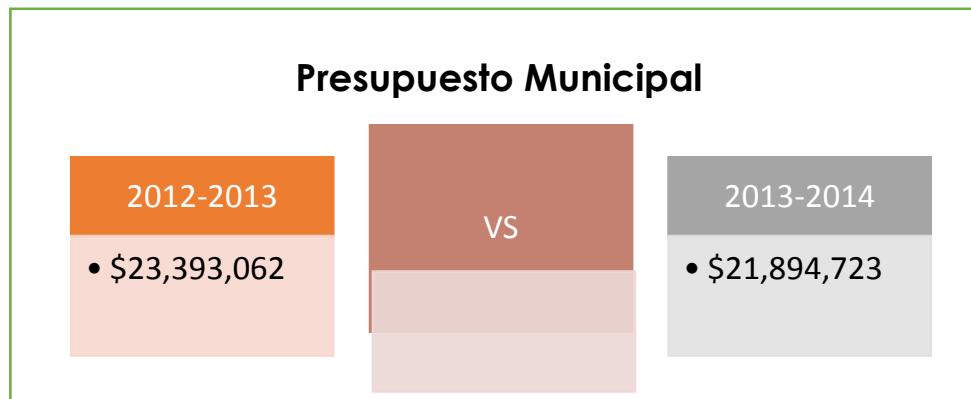 Presupuesto Municipal
2012-2013
• $23,393,062
VS
2013-2014
• $21,894,723